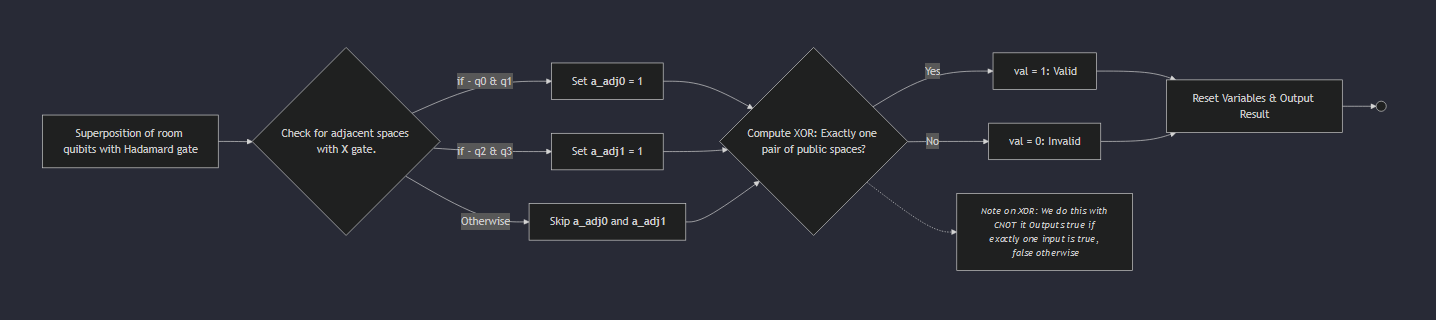 Superposition of room
qubits with Hadamard gate
Check for adjacent spaces
with X gate.
if - q0 & q1
if - q2 & q3
Otherwise
Set a_adj0 = 1
Set a_adj1 = 1
Skip a_adj0 and a_adj1
Compute XOR: Exactly one
pair of public spaces?
Yes
No
val = 1: Valid
val = 0: Invalid
Note on XOR: We do this with
CNOT it Outputs true if
exactly one input is true,
false otherwise
Reset Variables & Output
Result